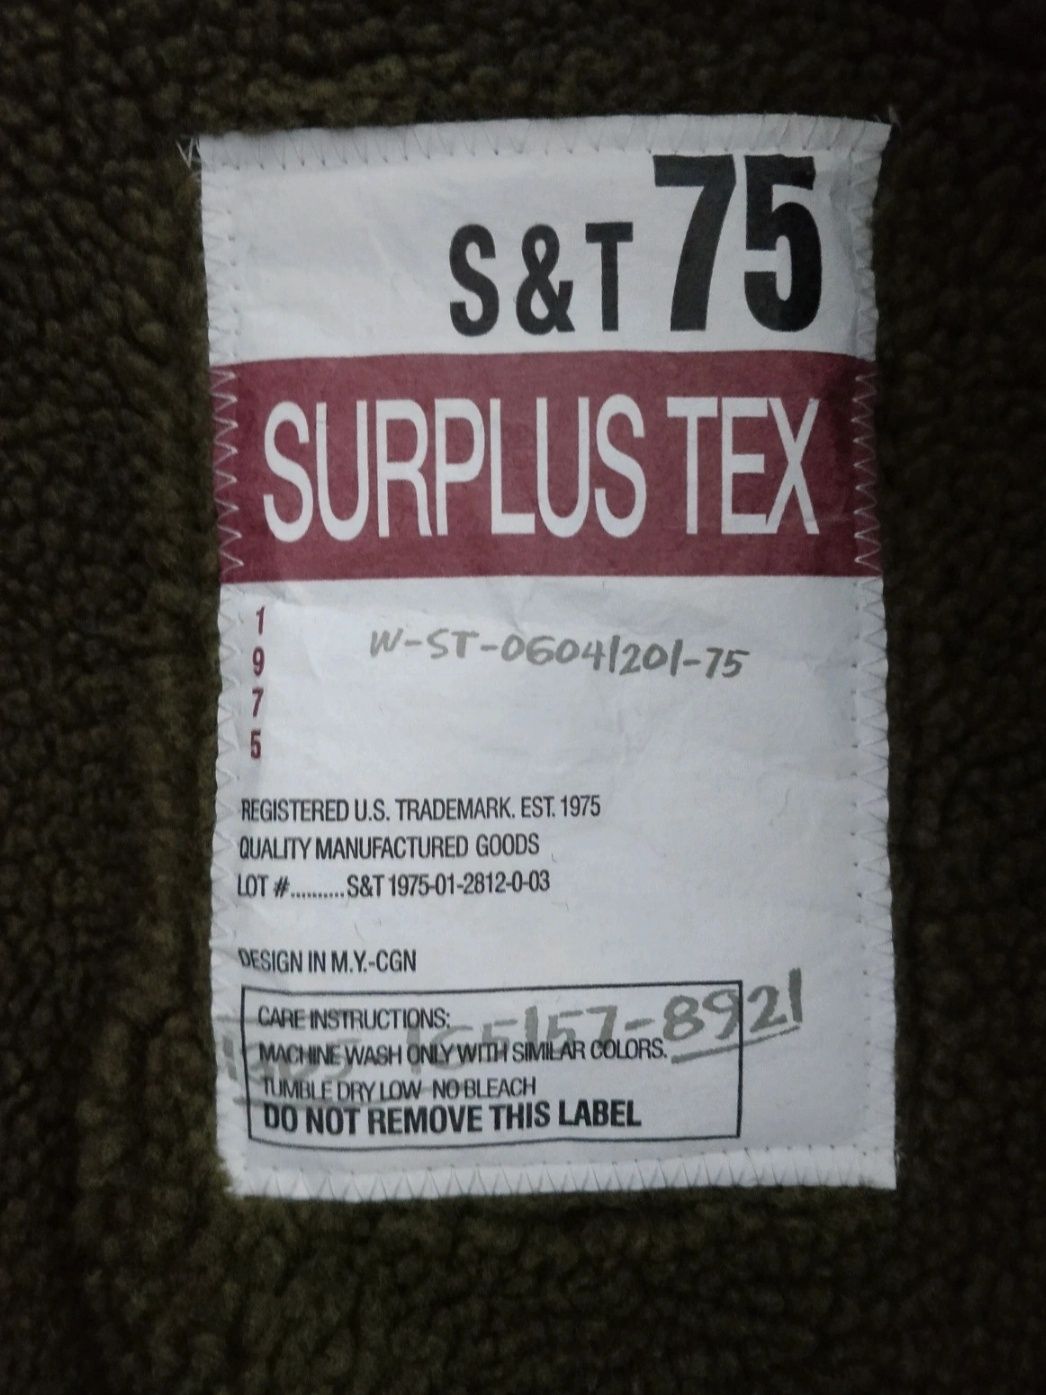 S&T 75
SURPLUS TEX
1
9
7
5
W-ST-0604/201-75
REGISTERED U.S. TRADEMARK. EST. 1975
QUALITY MANUFACTURED GOODS
LOT #..........S&T 1975-01-2812-0-03
DESIGN IN M.Y.-CGN
CARE INSTRUCTIONS:
MACHINE WASH ONLY WITH SIMILAR COLORS.
TUMBLE DRY LOW NO BLEACH
DO NOT REMOVE THIS LABEL